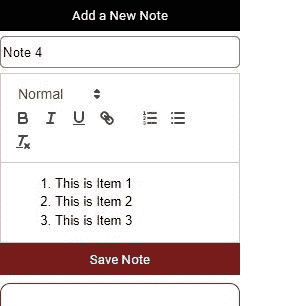 Add a New Note
Note 4
Normal
B I U
1. This is Item 1
2. This is Item 2
3. This is Item 3
Save Note